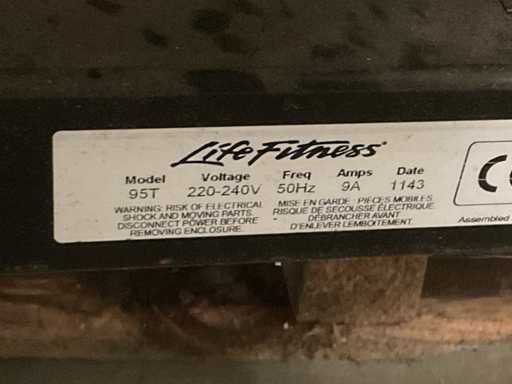 Life Fitness
Model Voltage Freq Amps Date
95T 220-240V 50Hz 9A 1143
WARNING: RISK OF ELECTRICAL
SHOCK AND MOVING PARTS.
DISCONNECT POWER BEFORE
REMOVING ENCLOSURE.
MISE EN GARDE : PIÈCES MOBILES.
RISQUE DE SECOUSSE ÉLECTRIQUE.
DÉBRANCHER AVANT
D'ENLEVER L'EMBOITEMENT.
CE
Assembled